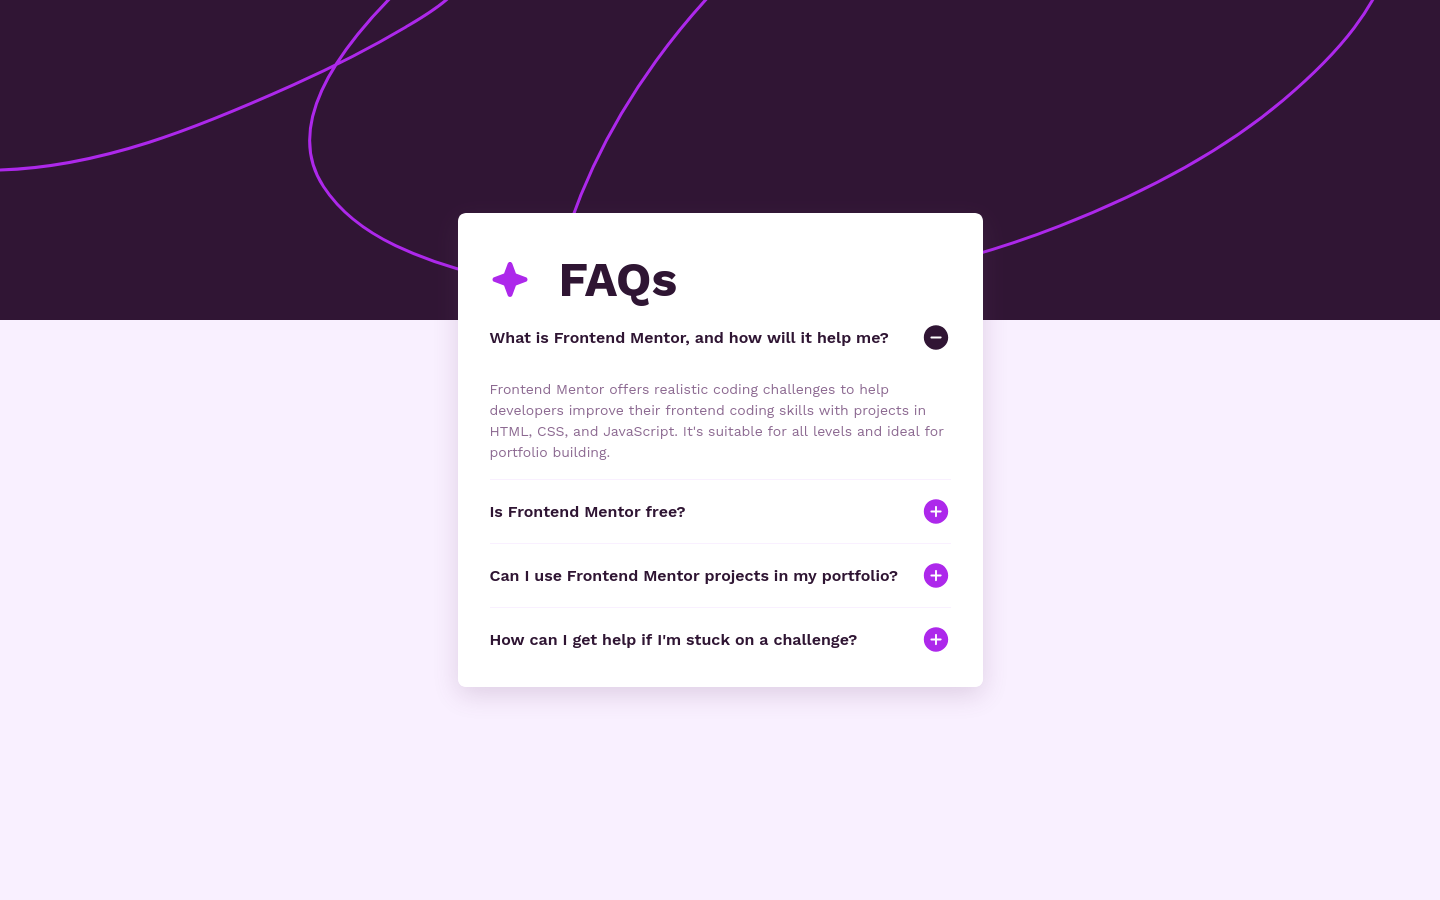 FAQs
What is Frontend Mentor, and how will it help me?
Frontend Mentor offers realistic coding challenges to help
developers improve their frontend coding skills with projects in
HTML, CSS, and JavaScript. It's suitable for all levels and ideal for
portfolio building.
Is Frontend Mentor free?
Can I use Frontend Mentor projects in my portfolio?
How can I get help if I'm stuck on a challenge?